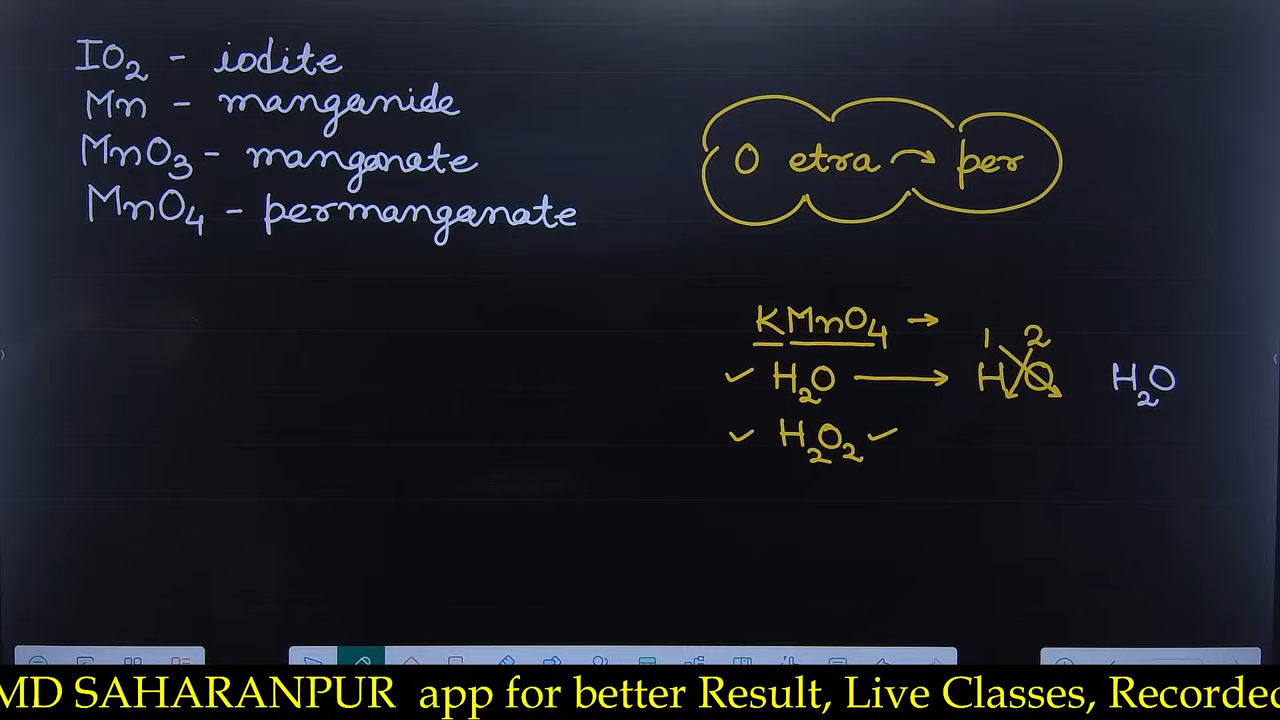 IO₂ - iodite
Mn - manganide
MnO₃ - manganate
MnO₄ - permanganate
O etra → per
KMnO₄ →
1 2
✓ H₂O → HO H₂O
✓ H₂O₂ ✓
MD SAHARANPUR app for better Result, Live Classes, Recorded